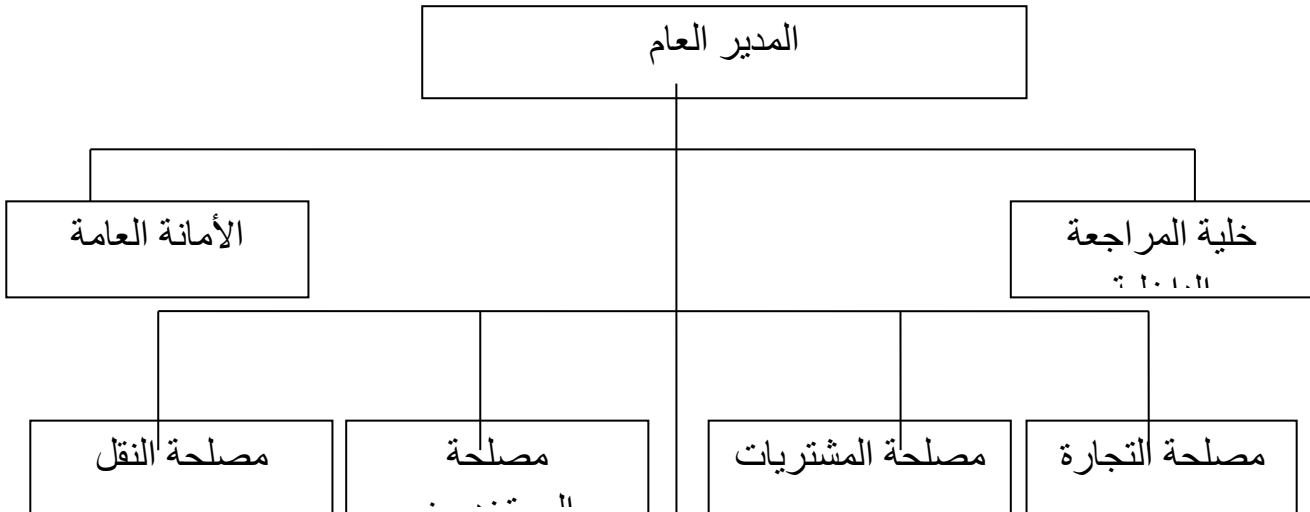 المدير العام
خلية المراجعة
الأمانة العامة
مصلحة التجارة
مصلحة المشتريات
مصلحة
مصلحة النقل